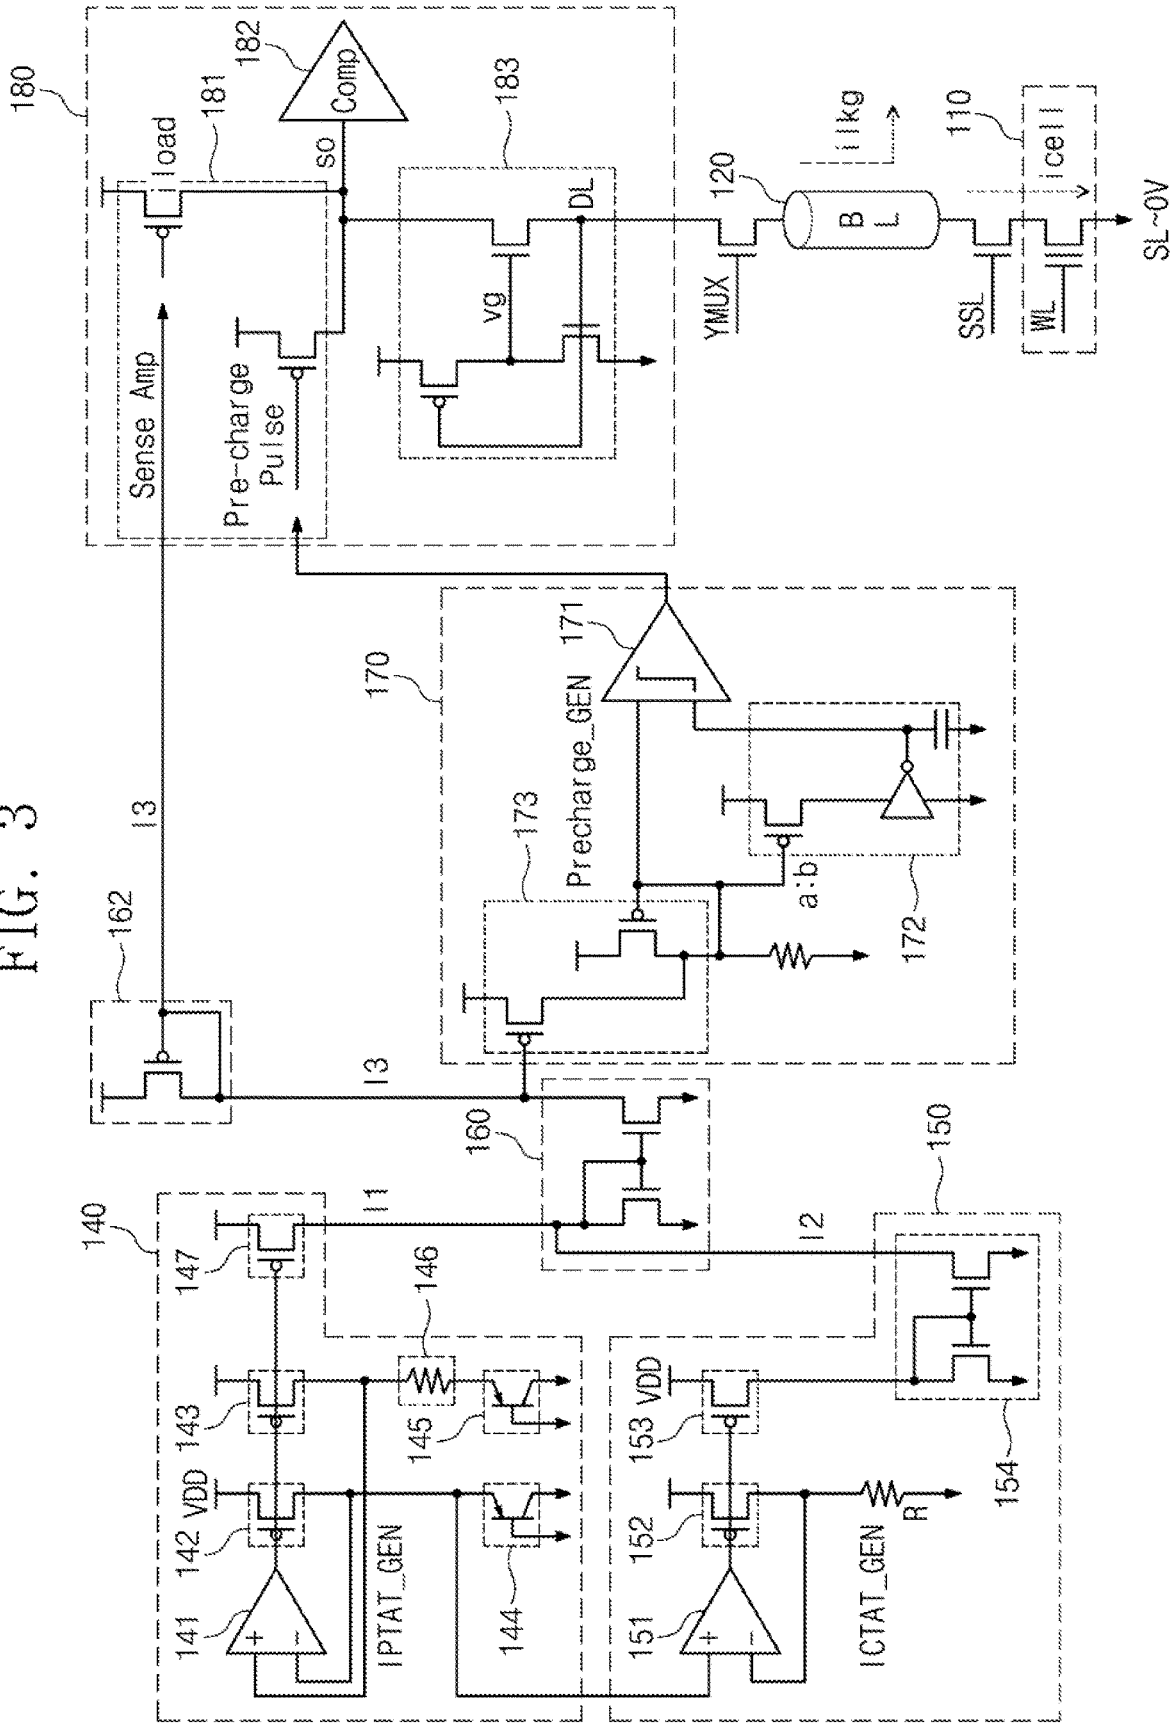 FIG. 3
180
181
182
Comp
so
iload
Sense Amp
Pre-charge
Pulse
183
DL
vg
YMUX
120
BL
ilkg
110
icell
SSL
WL
SL~0V
I3
162
I3
170
171
Precharge_GEN
173
a:b
172
160
140
147
I1
I2
150
146
143
145
VDD
142
141
+
−
IPTAT_GEN
144
VDD
153
152
151
+
−
ICTAT_GEN
R
154